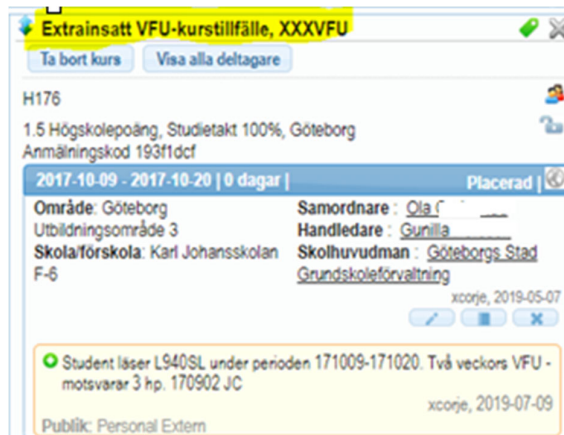 Extrainsatt VFU-kurstillfälle, XXXVFU
Ta bort kurs Visa alla deltagare
H176
1.5 Högskolepoäng, Studietakt 100%, Göteborg
Anmälningskod 193f1dcf
2017-10-09 - 2017-10-20 | 0 dagar | Placerad |
Område: Göteborg
Utbildningsområde 3
Skola/förskola: Karl Johansskolan
F-6
Samordnare : Ola
Handledare : Gunilla
Skolhuvudman : Göteborgs Stad
Grundskoleförvaltning
xcorje, 2019-05-07
Student läser L940SL under perioden 171009-171020. Två veckors VFU -
motsvarar 3 hp. 170902 JC
xcorje, 2019-07-09
Publik: Personal Extern